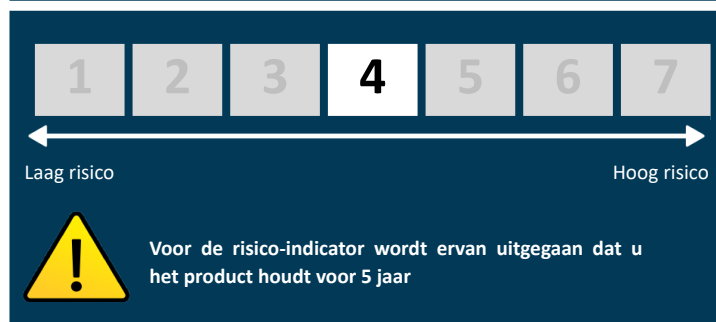 1 2 3 4 5 6 7
Laag risico Hoog risico
!
Voor de risico-indicator wordt ervan uitgegaan dat u
het product houdt voor 5 jaar